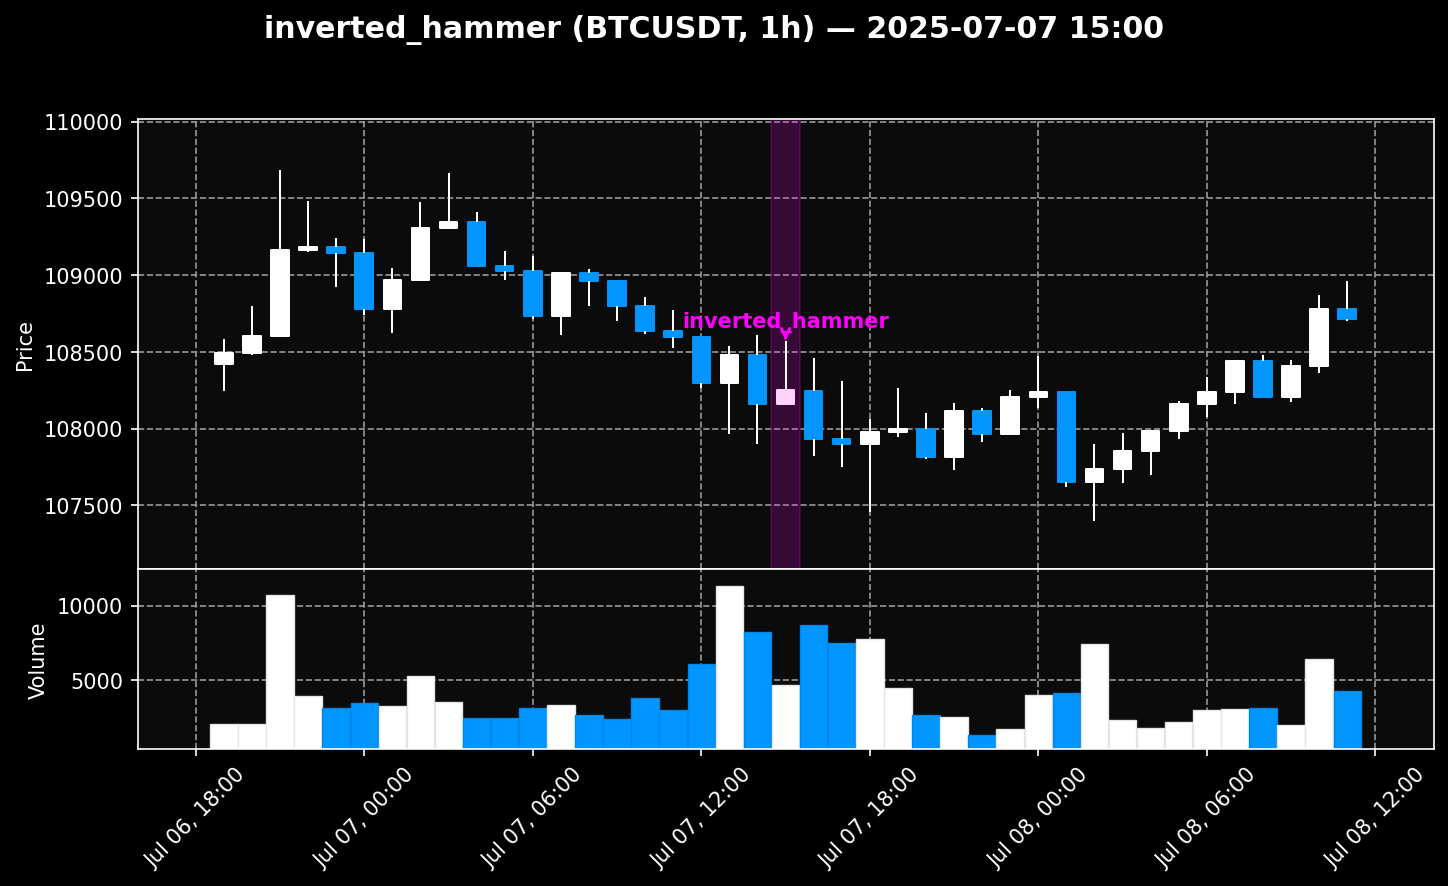 inverted_hammer (BTCUSDT, 1h) — 2025-07-07 15:00
110000
109500
109000
108500
108000
107500
Price
inverted_hammer
10000
5000
Volume
Jul 06, 18:00
Jul 07, 00:00
Jul 07, 06:00
Jul 07, 12:00
Jul 07, 18:00
Jul 08, 00:00
Jul 08, 06:00
Jul 08, 12:00